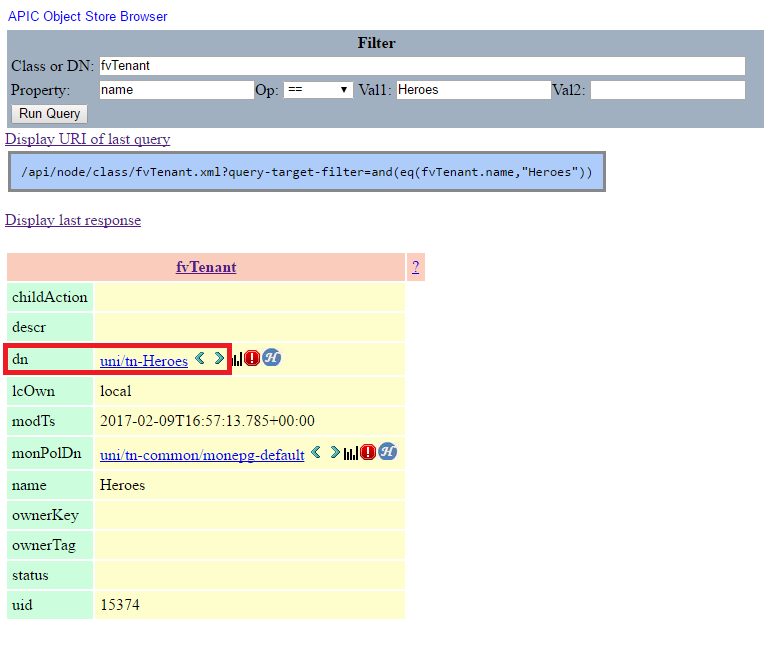 APIC Object Store Browser
Filter
Class or DN: fvTenant
Property: name Op: == Val1: Heroes Val2:
Run Query
Display URI of last query
/api/node/class/fvTenant.xml?query-target-filter=and(eq(fvTenant.name,"Heroes"))
Display last response
fvTenant ?
childAction
descr
dn uni/tn-Heroes ! H
lcOwn local
modTs 2017-02-09T16:57:13.785+00:00
monPolDn uni/tn-common/monepg-default ! H
name Heroes
ownerKey
ownerTag
status
uid 15374